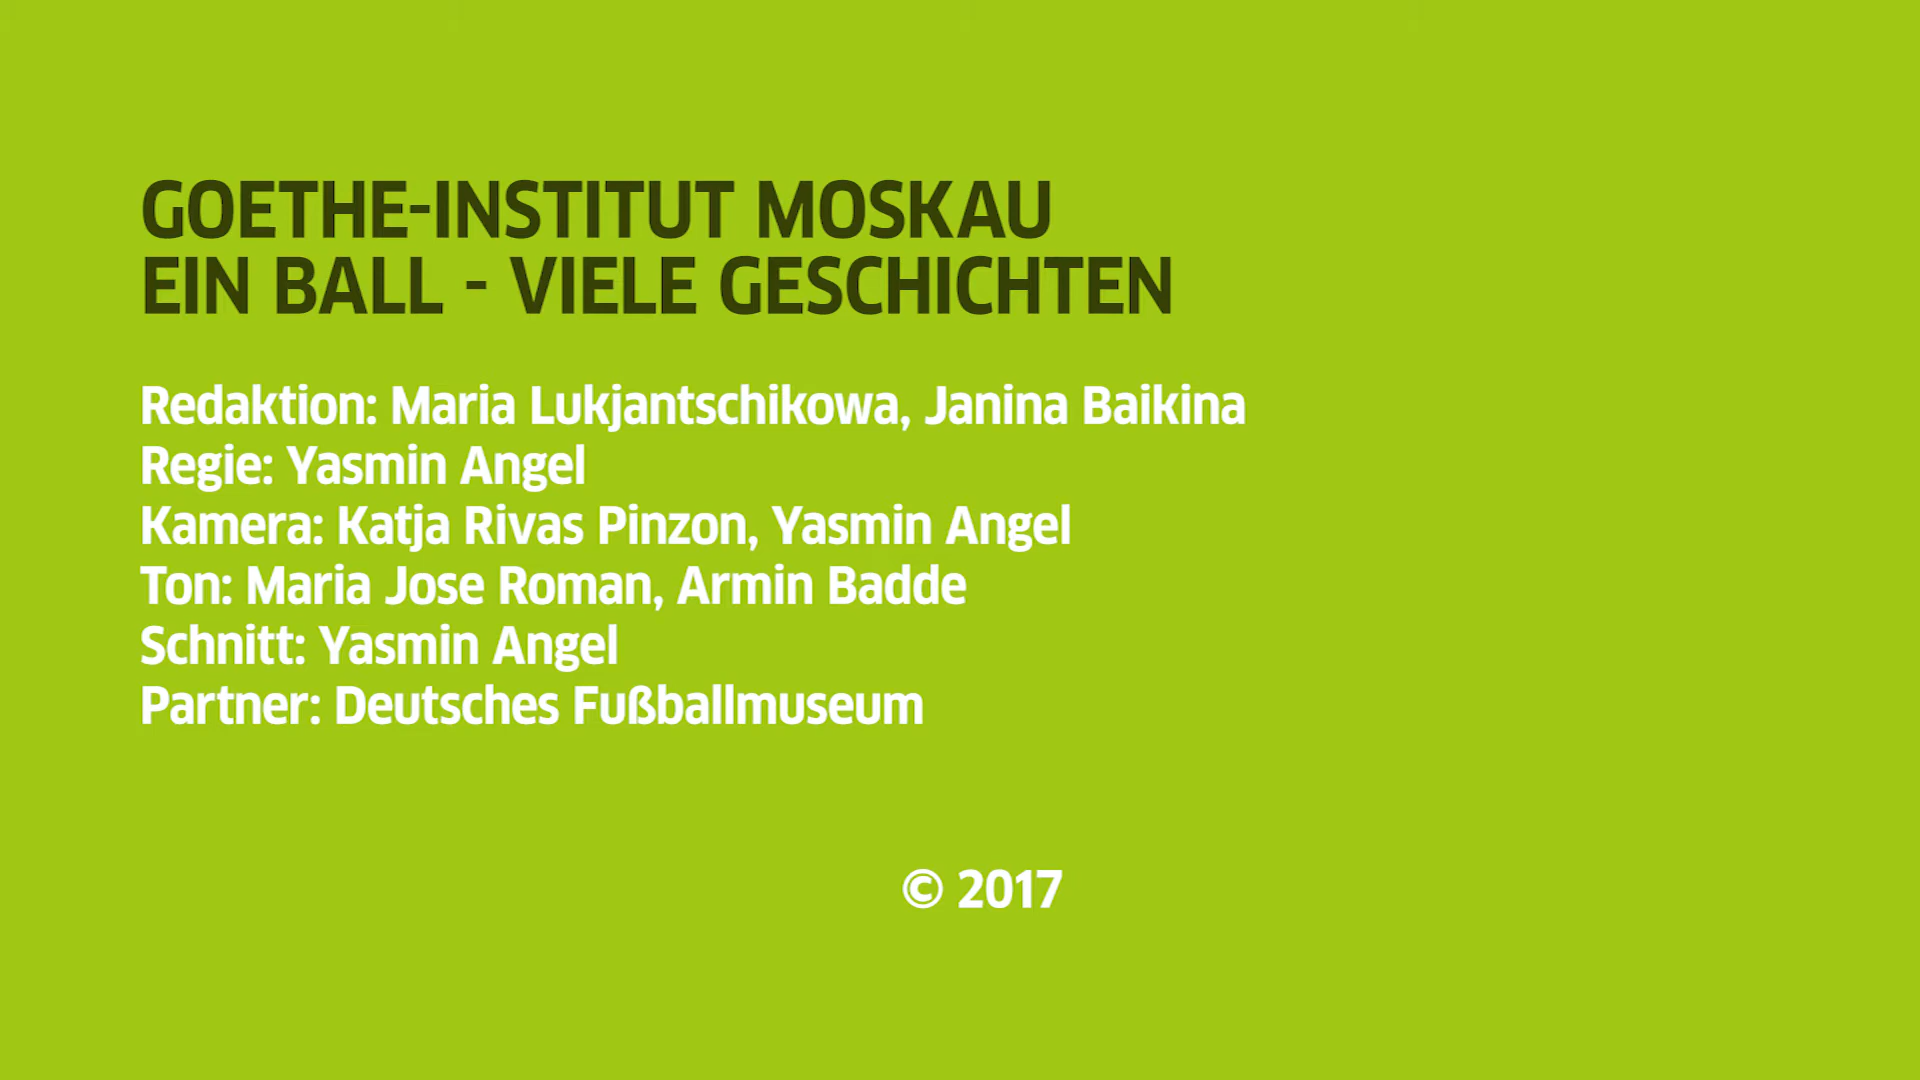 GOETHE-INSTITUT MOSKAU
EIN BALL - VIELE GESCHICHTEN
Redaktion: Maria Lukjantschikowa, Janina Baikina
Regie: Yasmin Angel
Kamera: Katja Rivas Pinzon, Yasmin Angel
Ton: Maria Jose Roman, Armin Badde
Schnitt: Yasmin Angel
Partner: Deutsches Fußballmuseum
© 2017